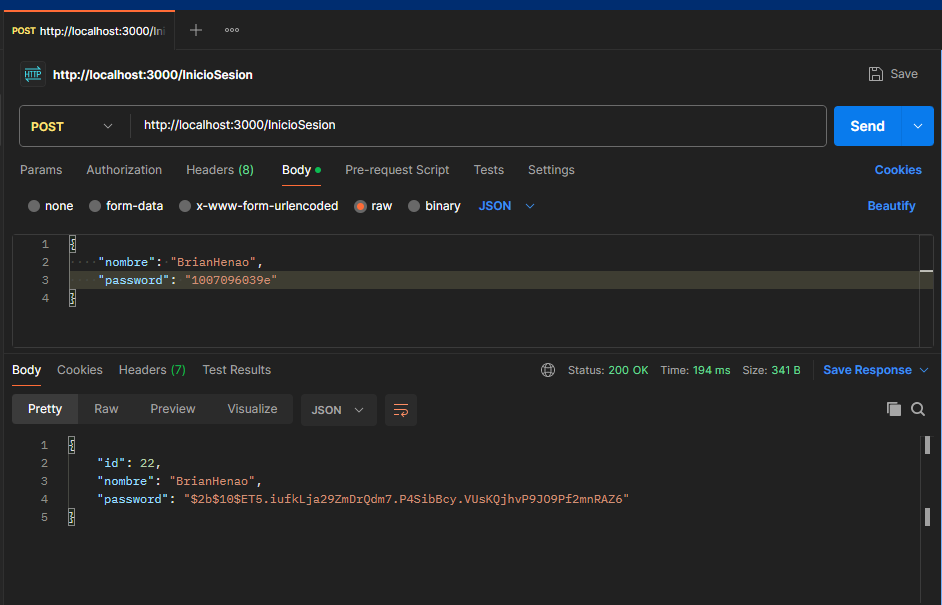 POST http://localhost:3000/Ini
http://localhost:3000/InicioSesion
Save
POST http://localhost:3000/InicioSesion
Send
Params Authorization Headers (8) Body Pre-request Script Tests Settings Cookies
none form-data x-www-form-urlencoded raw binary JSON Beautify
1 {
2 "nombre": "BrianHenao",
3 "password": "1007096039e"
4 }
Body Cookies Headers (7) Test Results Status: 200 OK Time: 194 ms Size: 341 B Save Response
Pretty Raw Preview Visualize JSON
1 {
2 "id": 22,
3 "nombre": "BrianHenao",
4 "password": "$2b$10$ET5.iufkLja29ZmDrQdm7.P4SibBcy.VUsKQjhvP9JO9Pf2mnRAZ6"
5 }